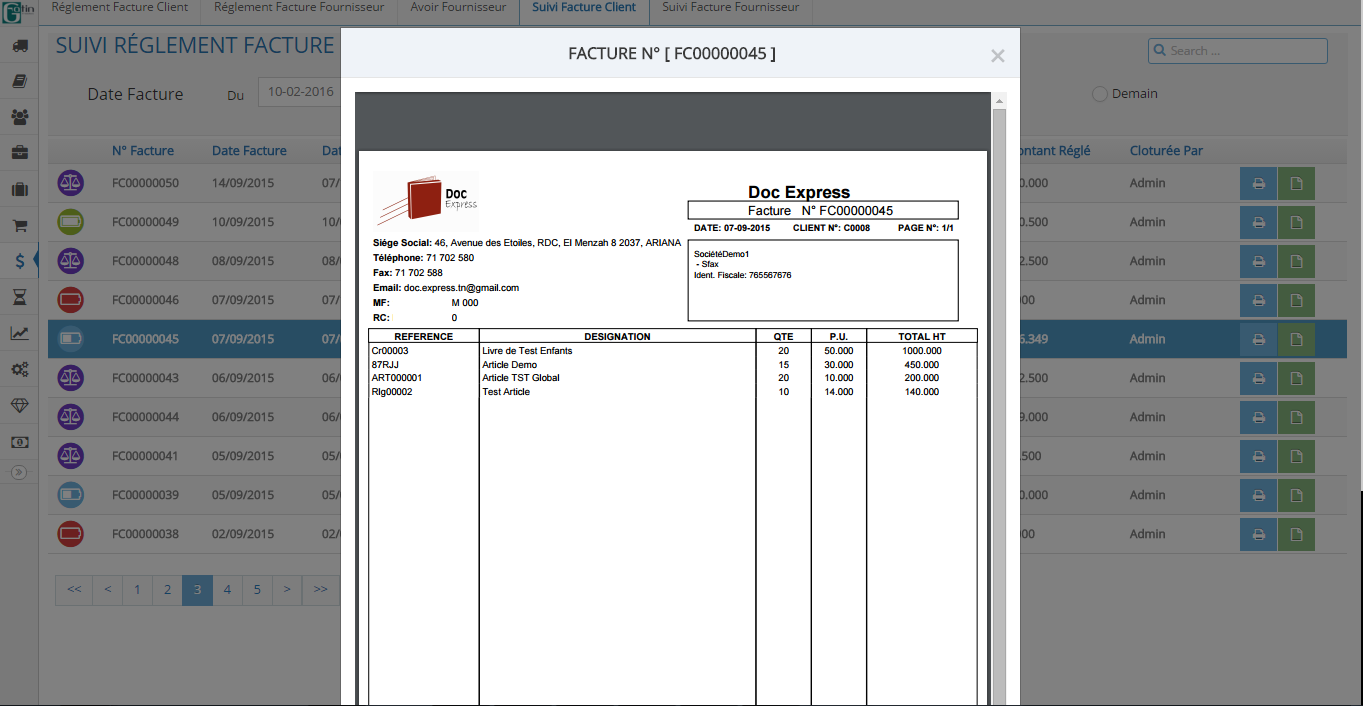 Réglement Facture Client Réglement Facture Fournisseur Avoir Fournisseur Suivi Facture Client Suivi Facture Fournisseur
SUIVI RÉGLEMENT FACTURE
Search ...
Date Facture Du 10-02-2016 Demain
N° Facture Date Facture Dat ontant Réglé Cloturée Par
FC00000050 14/09/2015 07/ 0.000 Admin
FC00000049 10/09/2015 10/ 0.500 Admin
FC00000048 08/09/2015 08/ 2.500 Admin
FC00000046 07/09/2015 07/ 00 Admin
FC00000045 07/09/2015 07/ 6.349 Admin
FC00000043 06/09/2015 06/ 2.500 Admin
FC00000044 06/09/2015 06/ 9.000 Admin
FC00000041 05/09/2015 05/ .500 Admin
FC00000039 05/09/2015 05/ 0.000 Admin
FC00000038 02/09/2015 02/ 00 Admin
<< < 1 2 3 4 5 > >>
FACTURE N° [ FC00000045 ]
×
Doc
Express
Doc Express
Facture N° FC00000045
DATE: 07-09-2015 CLIENT N°: C0008 PAGE N°: 1/1
Siége Social: 46, Avenue des Etoiles, RDC, El Menzah 8 2037, ARIANA
Téléphone: 71 702 580
Fax: 71 702 588
Email: doc.express.tn@gmail.com
MF: M 000
RC: 0
SociétéDemo1
- Sfax
Ident. Fiscale: 765567676
REFERENCE DESIGNATION QTE P.U. TOTAL HT
Cr00003 Livre de Test Enfants 20 50.000 1000.000
87RJJ Article Demo 15 30.000 450.000
ART000001 Article TST Global 20 10.000 200.000
Rlg00002 Test Article 10 14.000 140.000